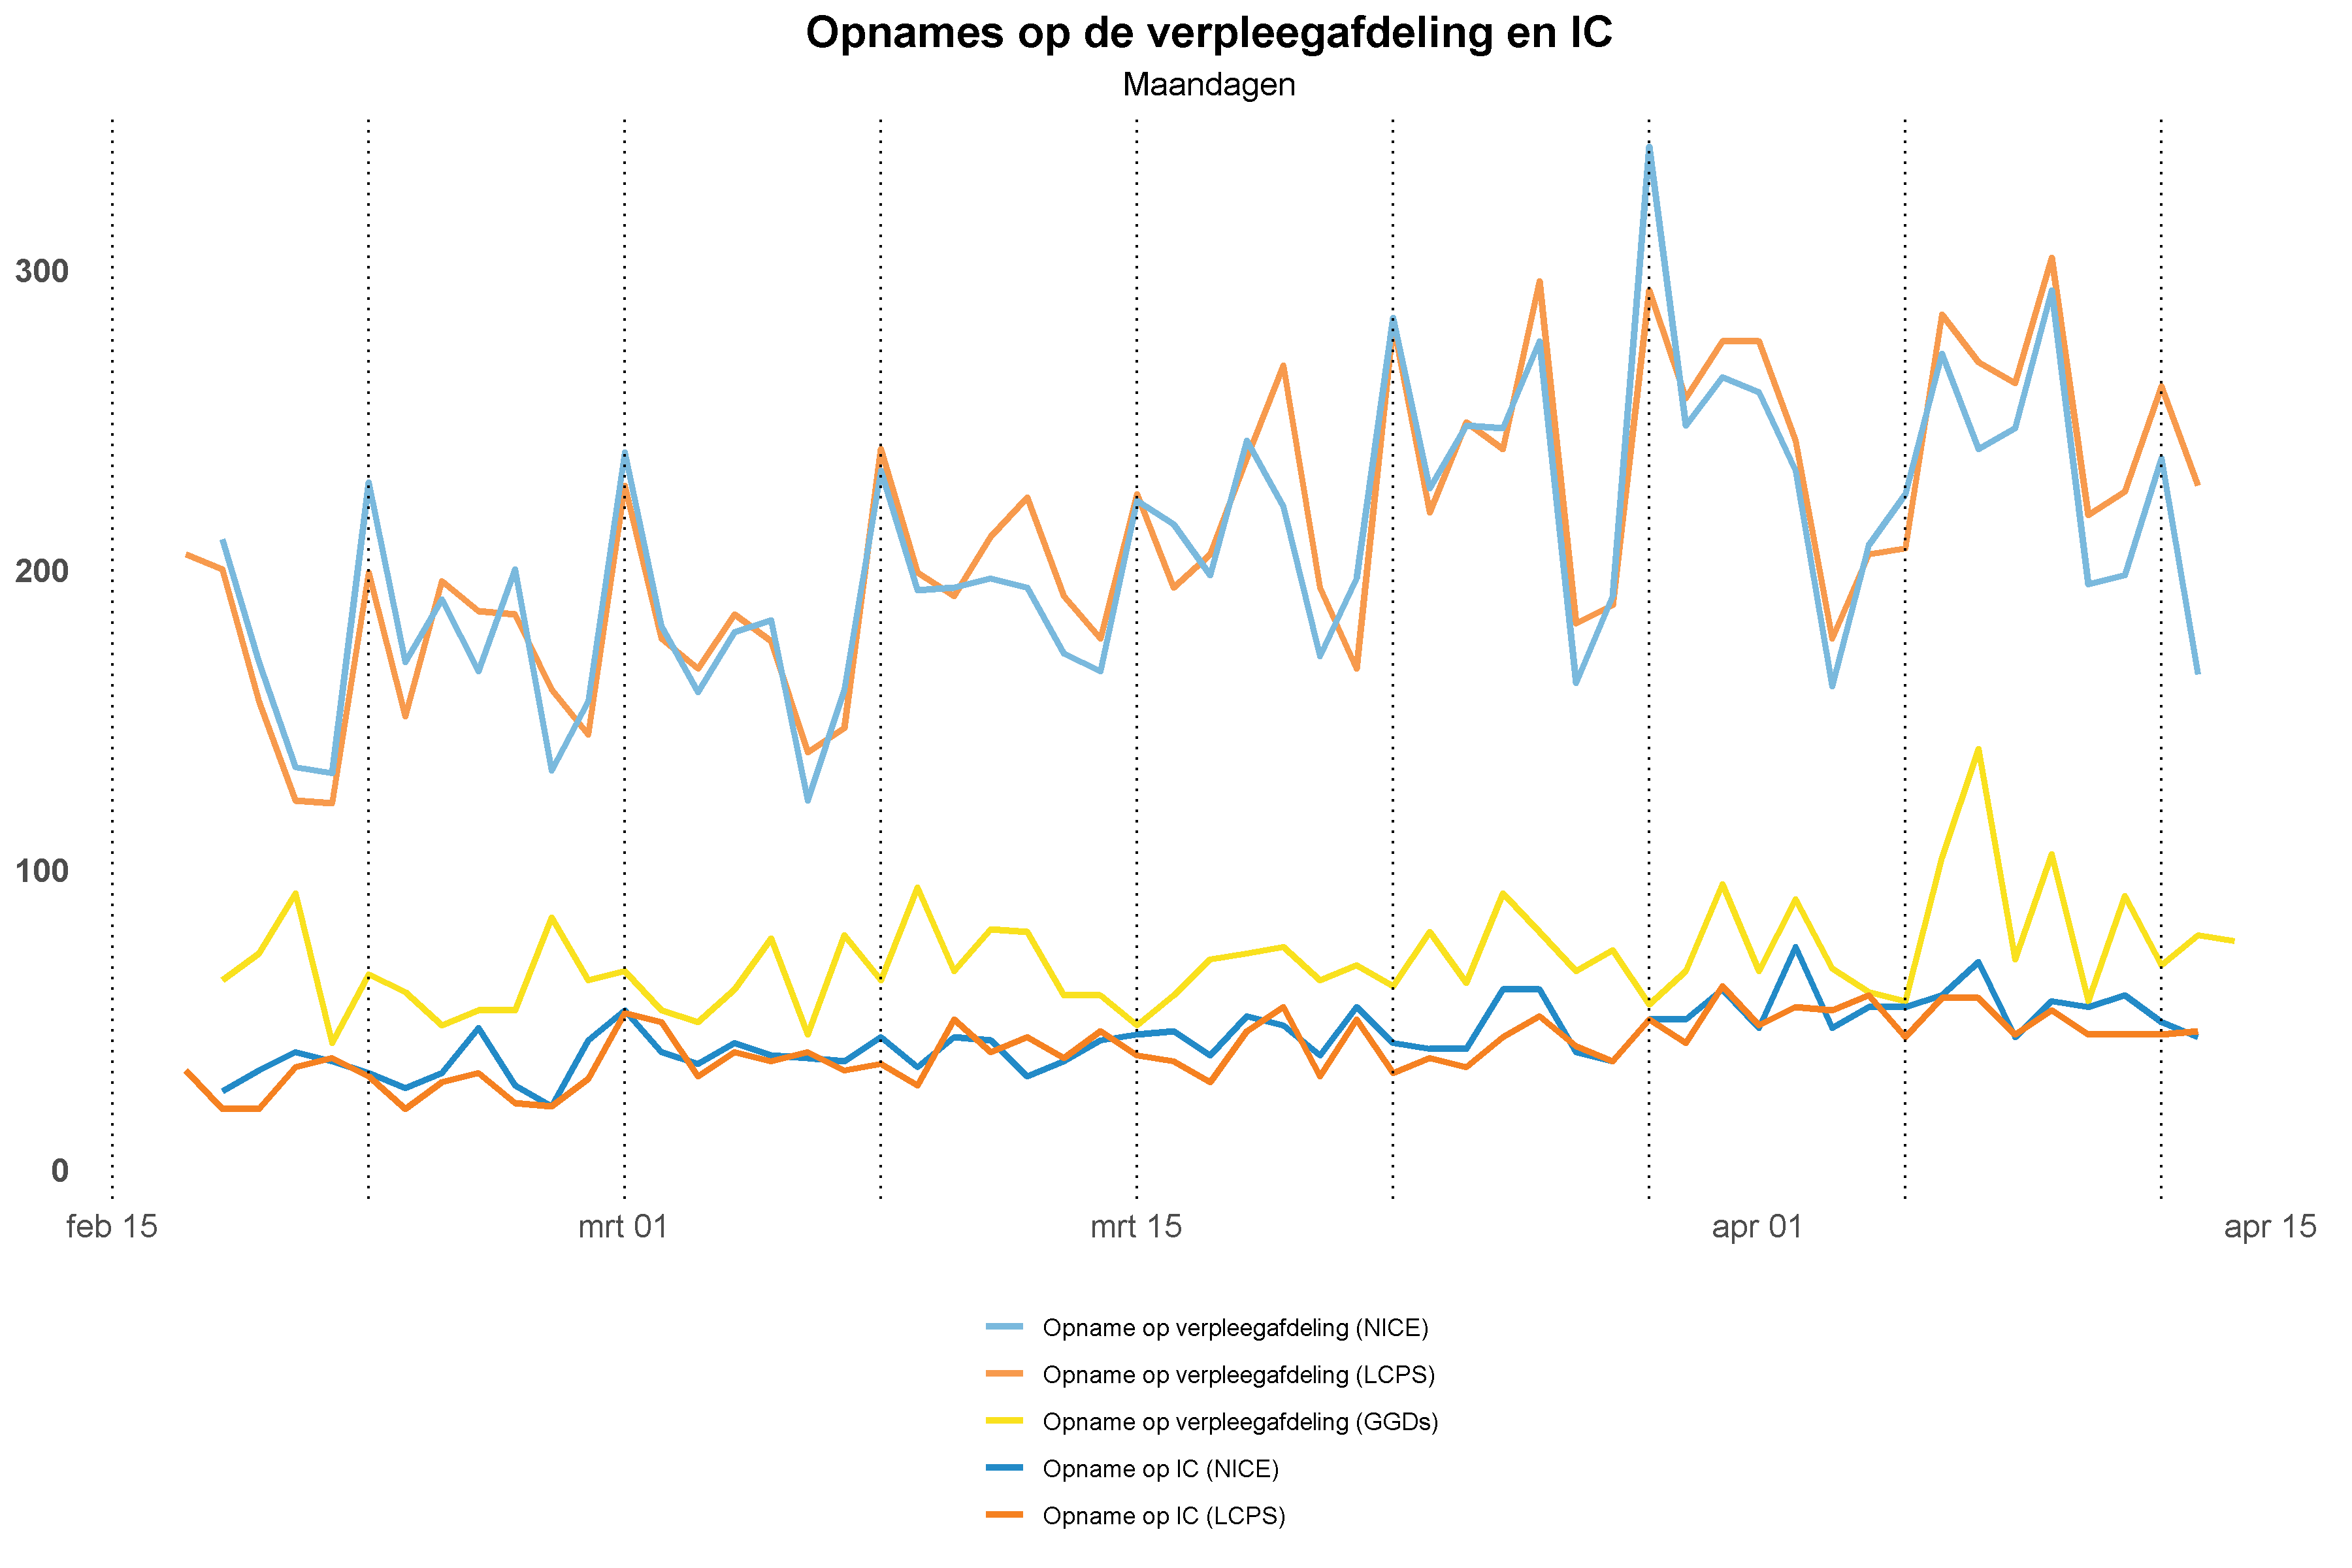 Opnames op de verpleegafdeling en IC
Maandagen
300
200
100
0
feb 15 mrt 01 mrt 15 apr 01 apr 15
Opname op verpleegafdeling (NICE)
Opname op verpleegafdeling (LCPS)
Opname op verpleegafdeling (GGDs)
Opname op IC (NICE)
Opname op IC (LCPS)